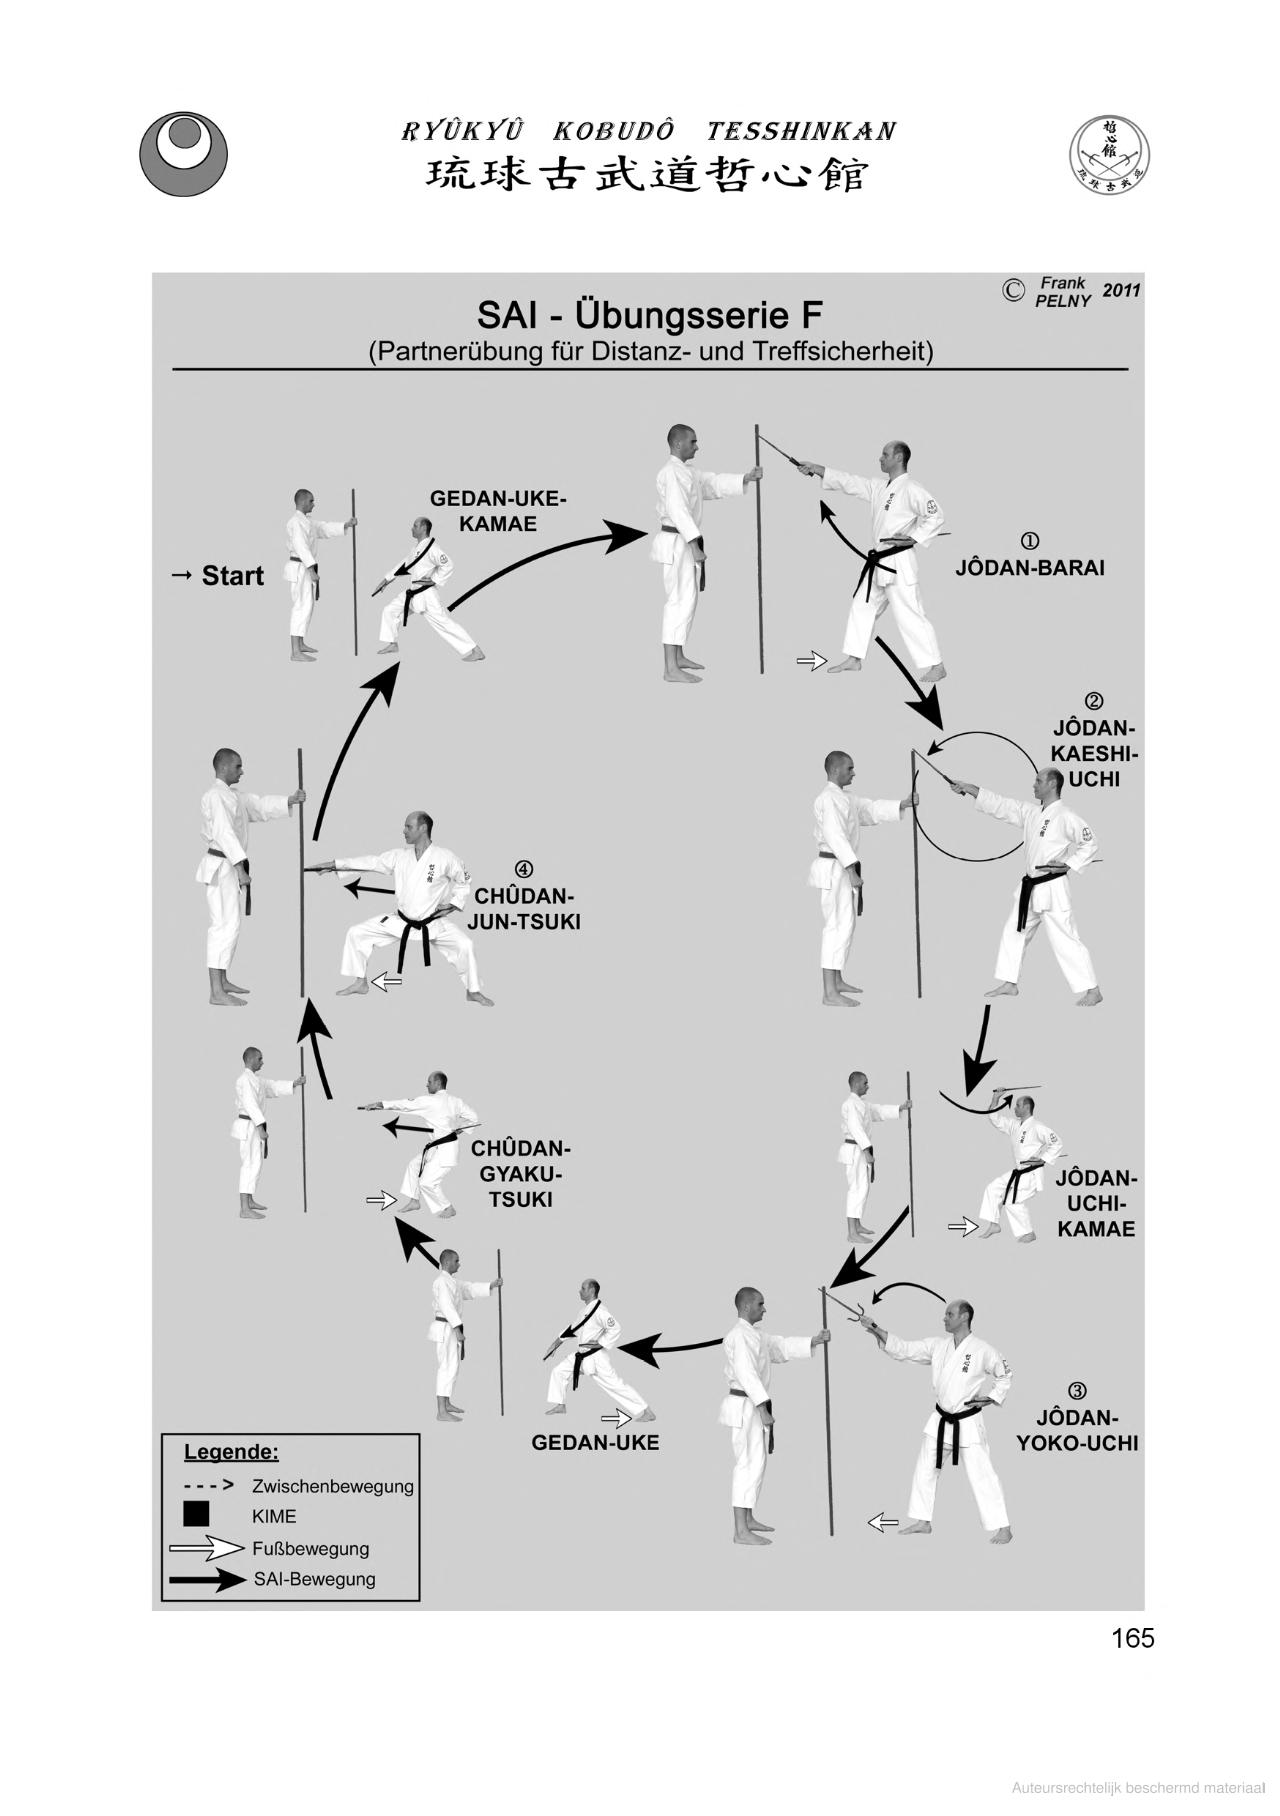 RYÛKYÛ KOBUDÔ TESSHINKAN
琉球古武道哲心館
哲心館
琉球古武道
© Frank PELNY 2011
SAI - Übungsserie F
(Partnerübung für Distanz- und Treffsicherheit)
→ Start
GEDAN-UKE-
KAMAE
①
JÔDAN-BARAI
②
JÔDAN-
KAESHI-
UCHI
JÔDAN-
UCHI-
KAMAE
③
JÔDAN-
YOKO-UCHI
GEDAN-UKE
CHÛDAN-
GYAKU-
TSUKI
④
CHÛDAN-
JUN-TSUKI
Legende:
Zwischenbewegung
KIME
Fußbewegung
SAI-Bewegung
165
Auteursrechtelijk beschermd materiaal